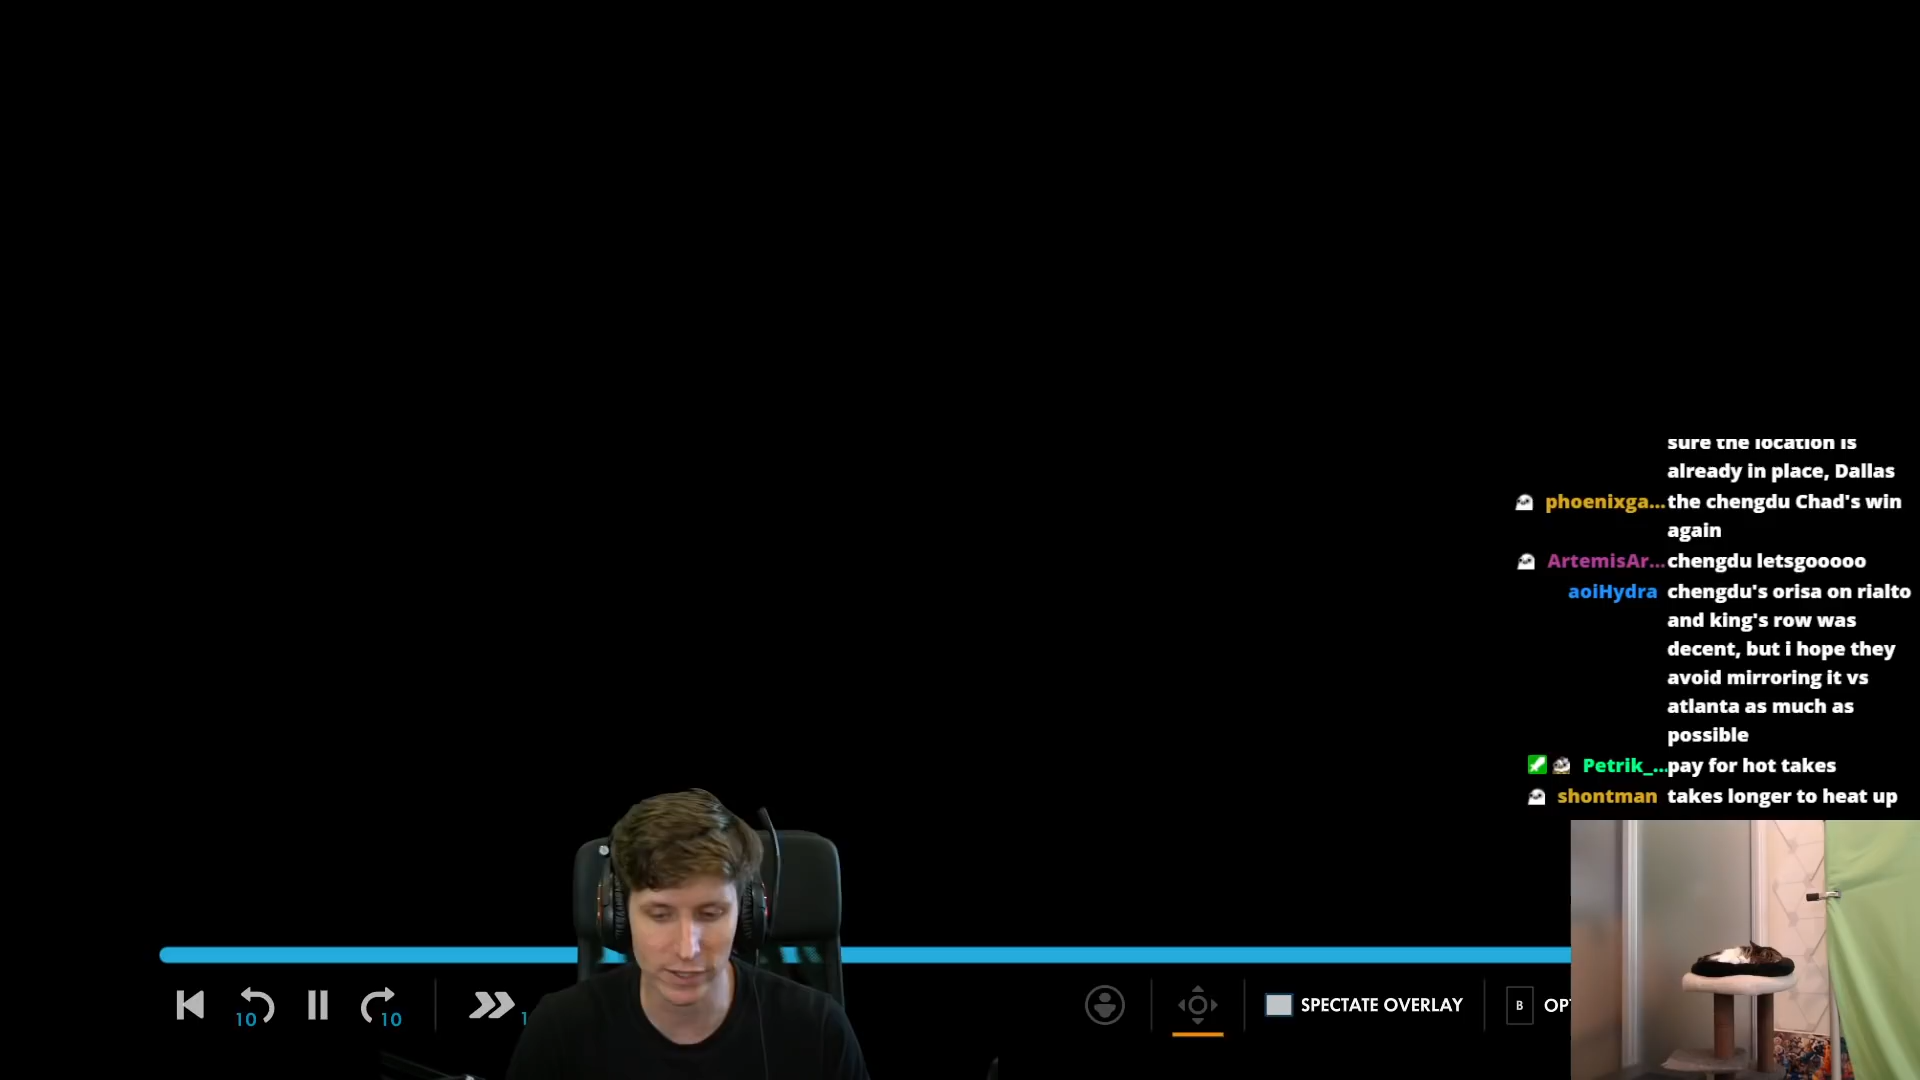 sure the location is
already in place, Dallas
phoenixga... the chengdu Chad's win
again
ArtemisAr... chengdu letsgooooo
aoiHydra chengdu's orisa on rialto
and king's row was
decent, but i hope they
avoid mirroring it vs
atlanta as much as
possible
Petrik_... pay for hot takes
shontman takes longer to heat up
10 10 1 SPECTATE OVERLAY B OPT